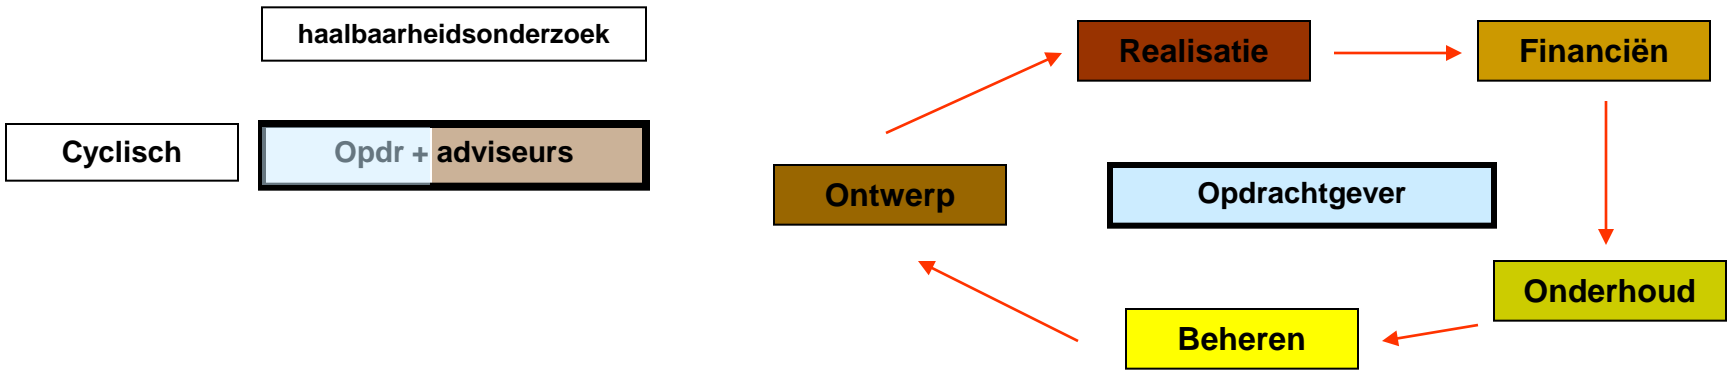 haalbaarheidsonderzoek
Realisatie
Financiën
Cyclisch
Opdr + adviseurs
Ontwerp
Opdrachtgever
Onderhoud
Beheren